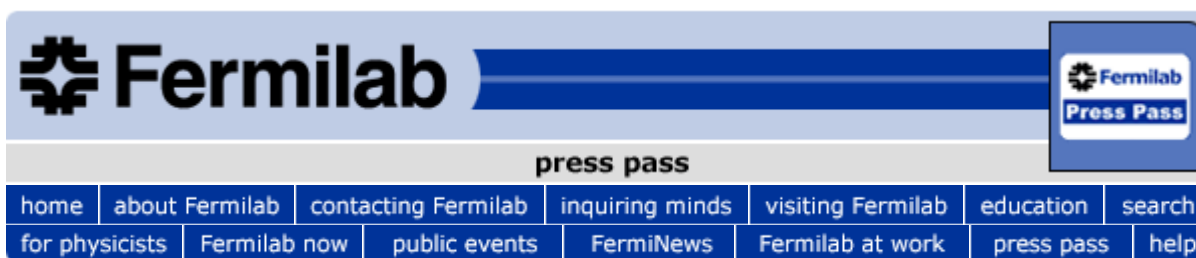 Fermilab
Fermilab
Press Pass
press pass
home about Fermilab contacting Fermilab inquiring minds visiting Fermilab education search
for physicists Fermilab now public events FermiNews Fermilab at work press pass help